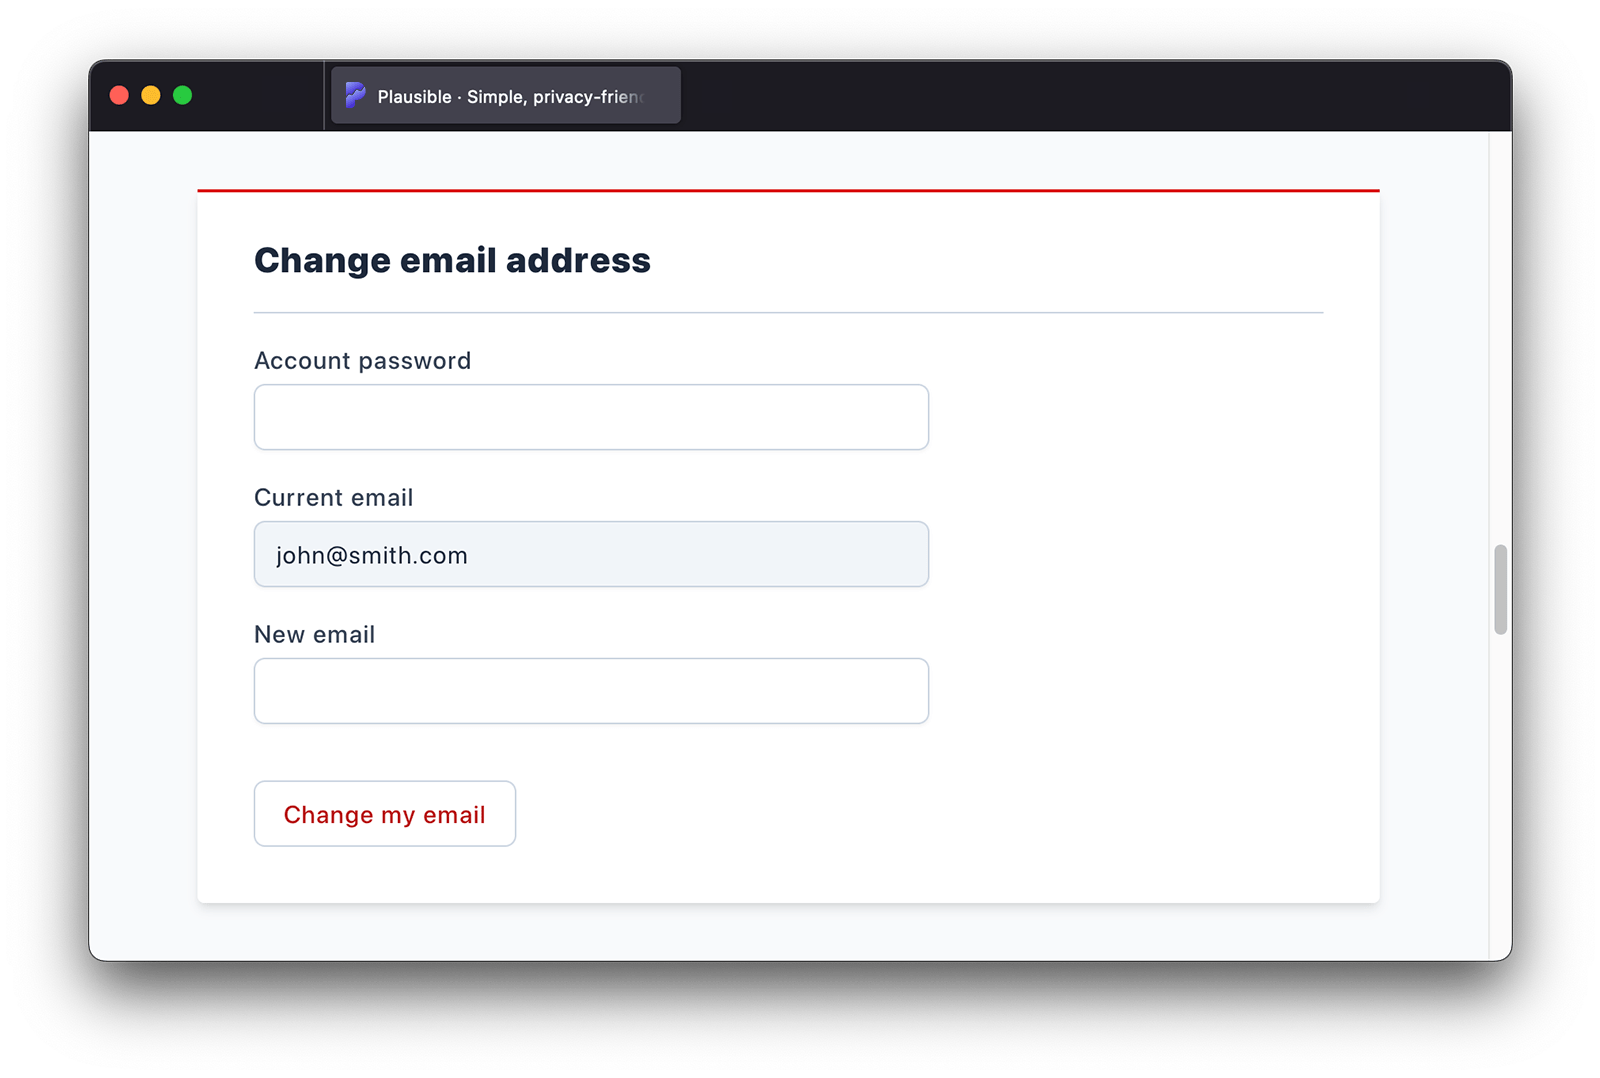 Plausible · Simple, privacy-frien
Change email address
Account password
Current email
john@smith.com
New email
Change my email